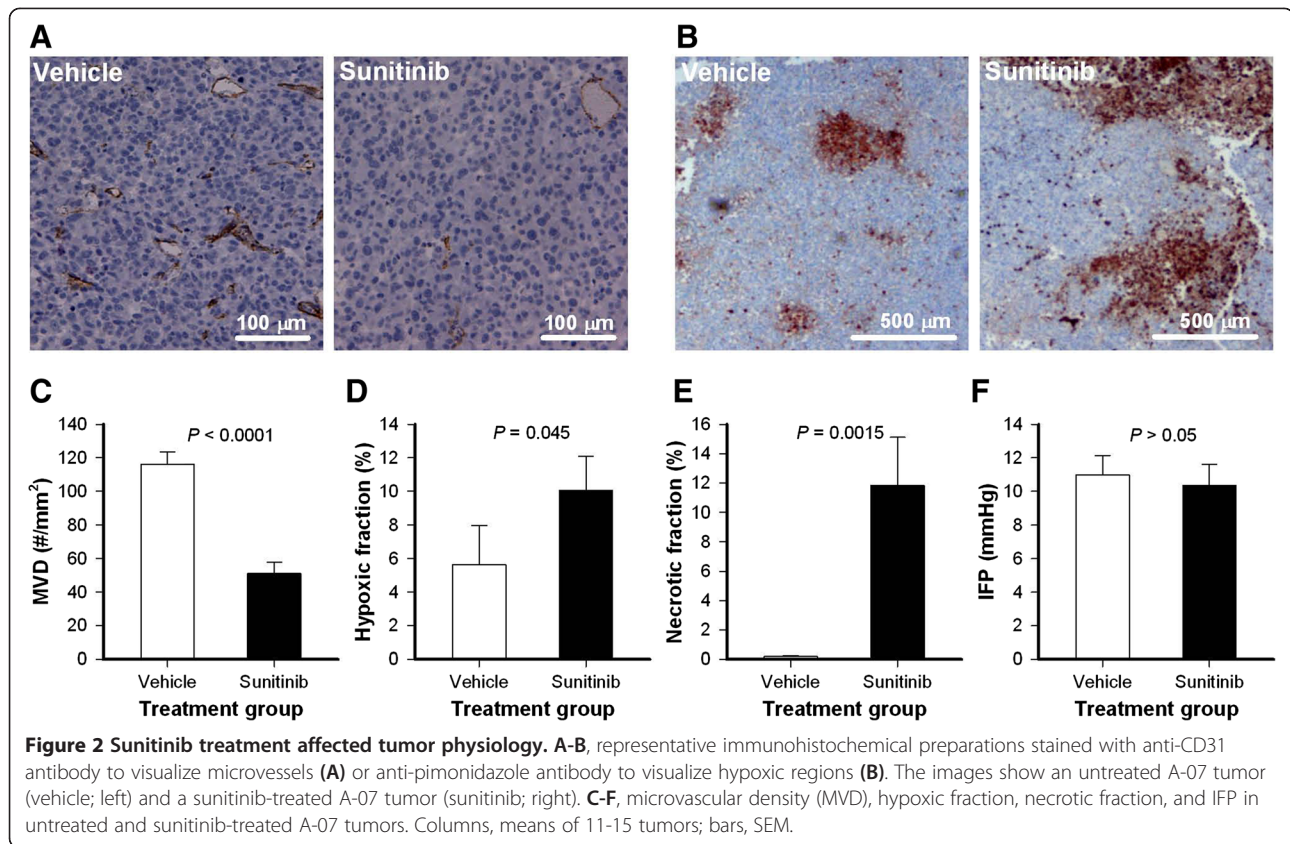 A
B
Vehicle
Sunitinib
Vehicle
Sunitinib
100 μm
100 μm
500 μm
500 μm
C
D
E
F
MVD (#/mm²)
140
120
100
80
60
40
20
0
P < 0.0001
Vehicle
Sunitinib
Treatment group
Hypoxic fraction (%)
14
12
10
8
6
4
2
0
P = 0.045
Vehicle
Sunitinib
Treatment group
Necrotic fraction (%)
16
14
12
10
8
6
4
2
0
P = 0.0015
Vehicle
Sunitinib
Treatment group
IFP (mmHg)
14
12
10
8
6
4
2
0
P > 0.05
Vehicle
Sunitinib
Treatment group
Figure 2 Sunitinib treatment affected tumor physiology. A-B, representative immunohistochemical preparations stained with anti-CD31
antibody to visualize microvessels (A) or anti-pimonidazole antibody to visualize hypoxic regions (B). The images show an untreated A-07 tumor
(vehicle; left) and a sunitinib-treated A-07 tumor (sunitinib; right). C-F, microvascular density (MVD), hypoxic fraction, necrotic fraction, and IFP in
untreated and sunitinib-treated A-07 tumors. Columns, means of 11-15 tumors; bars, SEM.